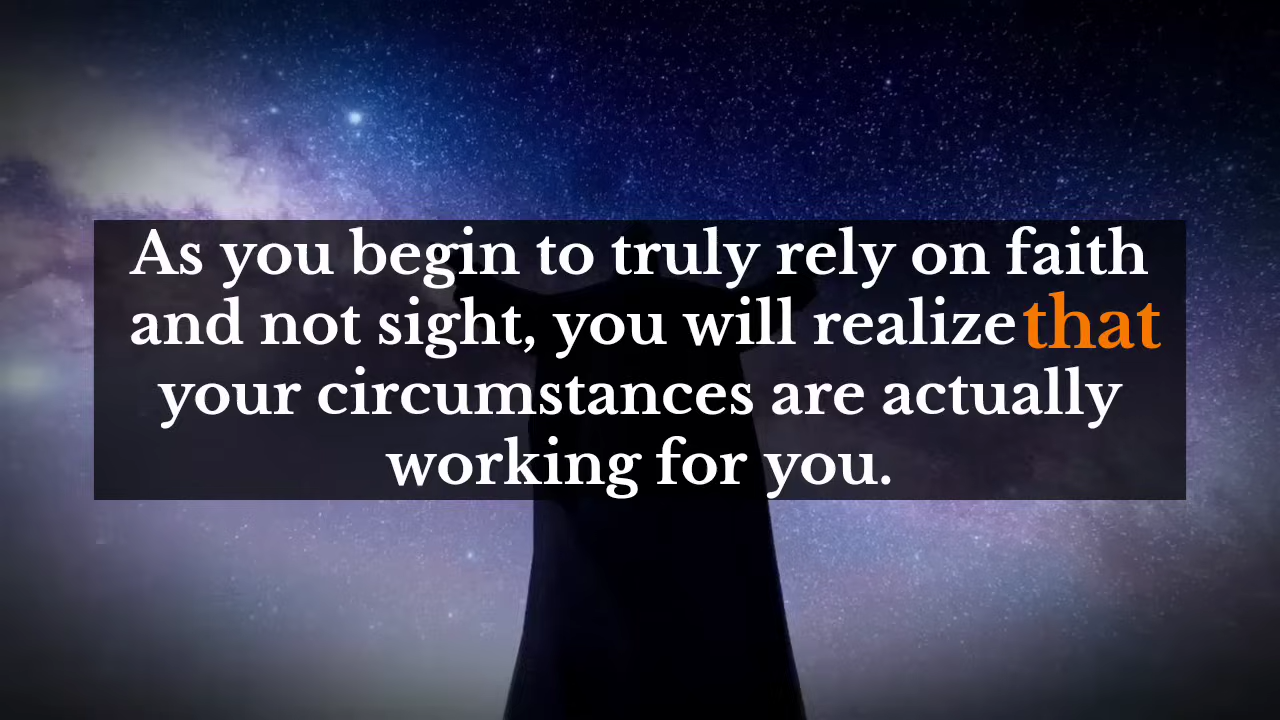 As you begin to truly rely on faith
and not sight, you will realize that
your circumstances are actually
working for you.